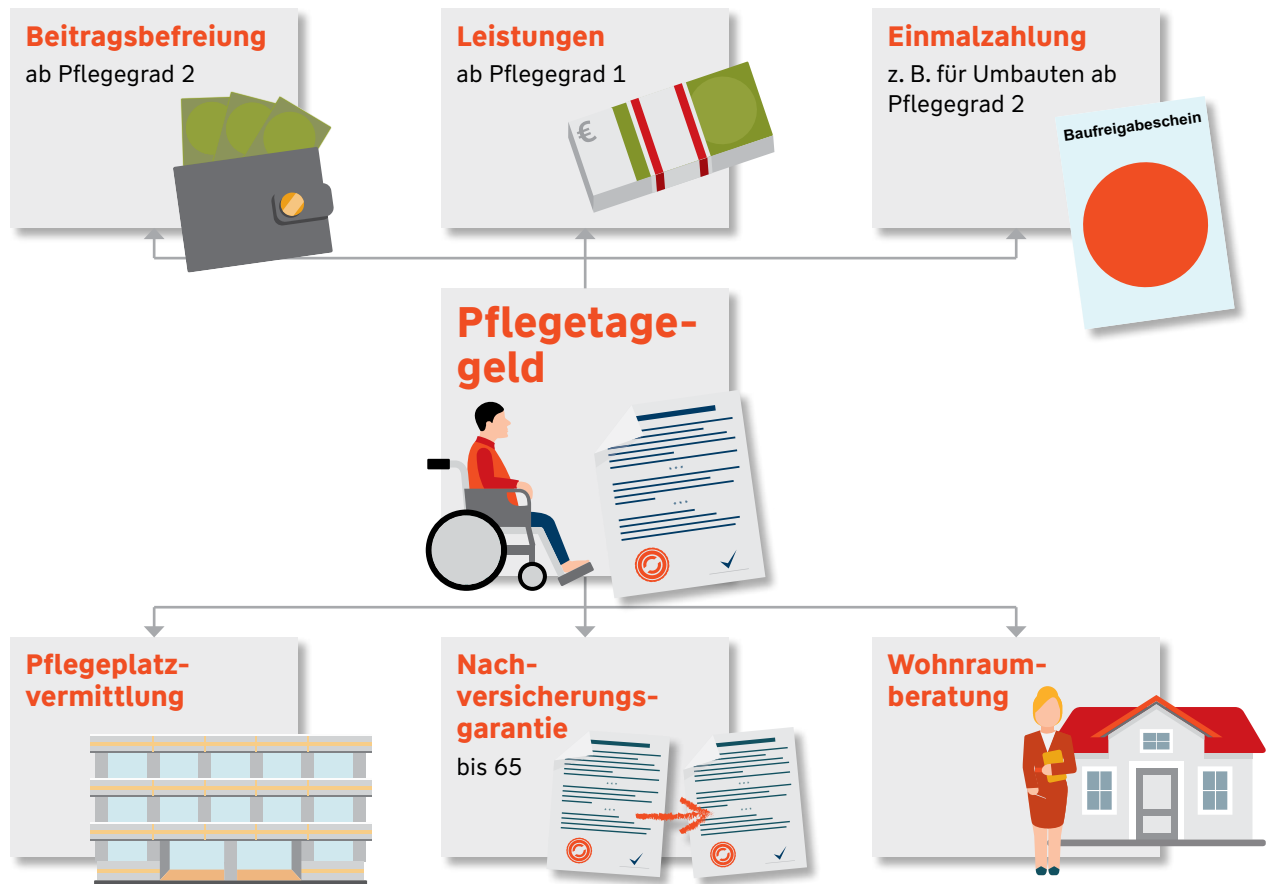 Beitragsbefreiung
ab Pflegegrad 2
Leistungen
ab Pflegegrad 1
€
Einmalzahlung
z. B. für Umbauten ab
Pflegegrad 2
Baufreigabeschein
Pflegetage-
geld
Pflegeplatz-
vermittlung
Nach-
versicherungs-
garantie
bis 65
Wohnraum-
beratung